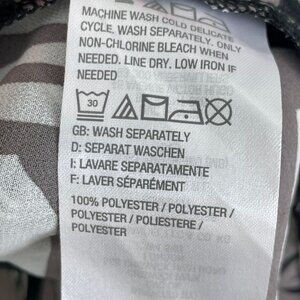 MACHINE WASH COLD DELICATE
CYCLE. WASH SEPARATELY. ONLY
NON-CHLORINE BLEACH WHEN
NEEDED. LINE DRY. LOW IRON IF
NEEDED.
30
GB: WASH SEPARATELY
D: SEPARAT WASCHEN
I: LAVARE SEPARATAMENTE
F: LAVER SÉPARÉMENT
100% POLYESTER / POLYESTER /
POLYESTER / POLIESTERE /
POLYESTER